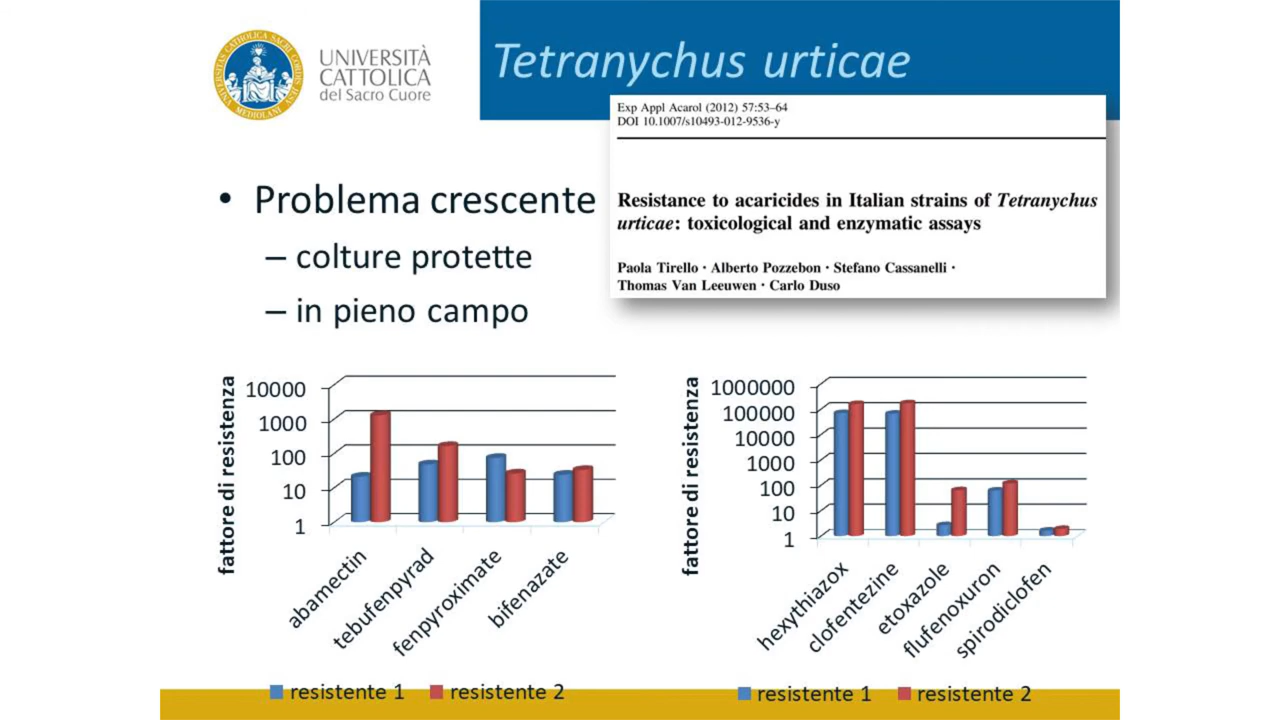 UNIVERSITÀ
CATTOLICA
del Sacro Cuore
Tetranychus urticae
Exp Appl Acarol (2012) 57:53–64
DOI 10.1007/s10493-012-9536-y
Resistance to acaricides in Italian strains of Tetranychus
urticae: toxicological and enzymatic assays
Paola Tirello · Alberto Pozzebon · Stefano Cassanelli ·
Thomas Van Leeuwen · Carlo Duso
• Problema crescente
– colture protette
– in pieno campo
fattore di resistenza
10000
1000
100
10
1
abamectin
tebufenpyrad
fenpyroximate
bifenazate
resistente 1
resistente 2
fattore di resistenza
1000000
100000
10000
1000
100
10
1
hexythiazox
clofentezine
etoxazole
flufenoxuron
spirodiclofen
resistente 1
resistente 2